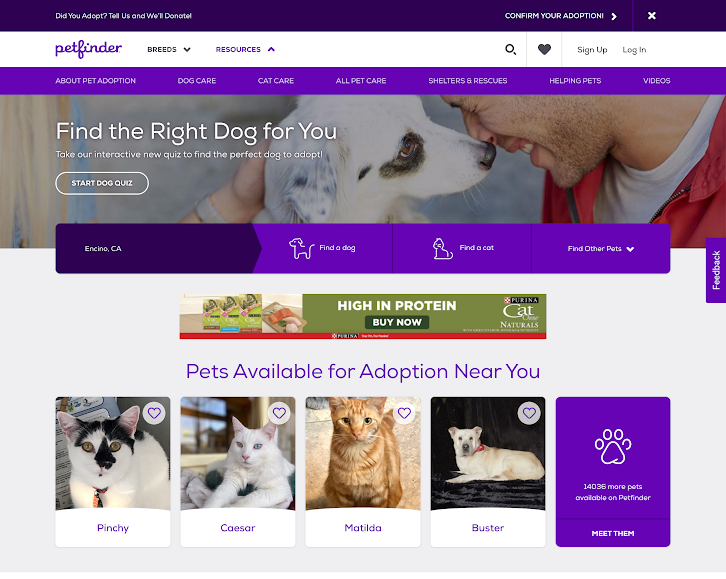 Did You Adopt? Tell Us and We'll Donate!
CONFIRM YOUR ADOPTION!
petfinder
BREEDS
RESOURCES
Sign Up
Log In
ABOUT PET ADOPTION
DOG CARE
CAT CARE
ALL PET CARE
SHELTERS & RESCUES
HELPING PETS
VIDEOS
Find the Right Dog for You
Take our interactive new quiz to find the perfect dog to adopt!
START DOG QUIZ
Encino, CA
Find a dog
Find a cat
Find Other Pets
Feedback
HIGH IN PROTEIN
BUY NOW
PURINA
Cat
NATURALS
PURINA
Pets Available for Adoption Near You
Pinchy
Caesar
Matilda
Buster
14036 more pets
available on Petfinder
MEET THEM